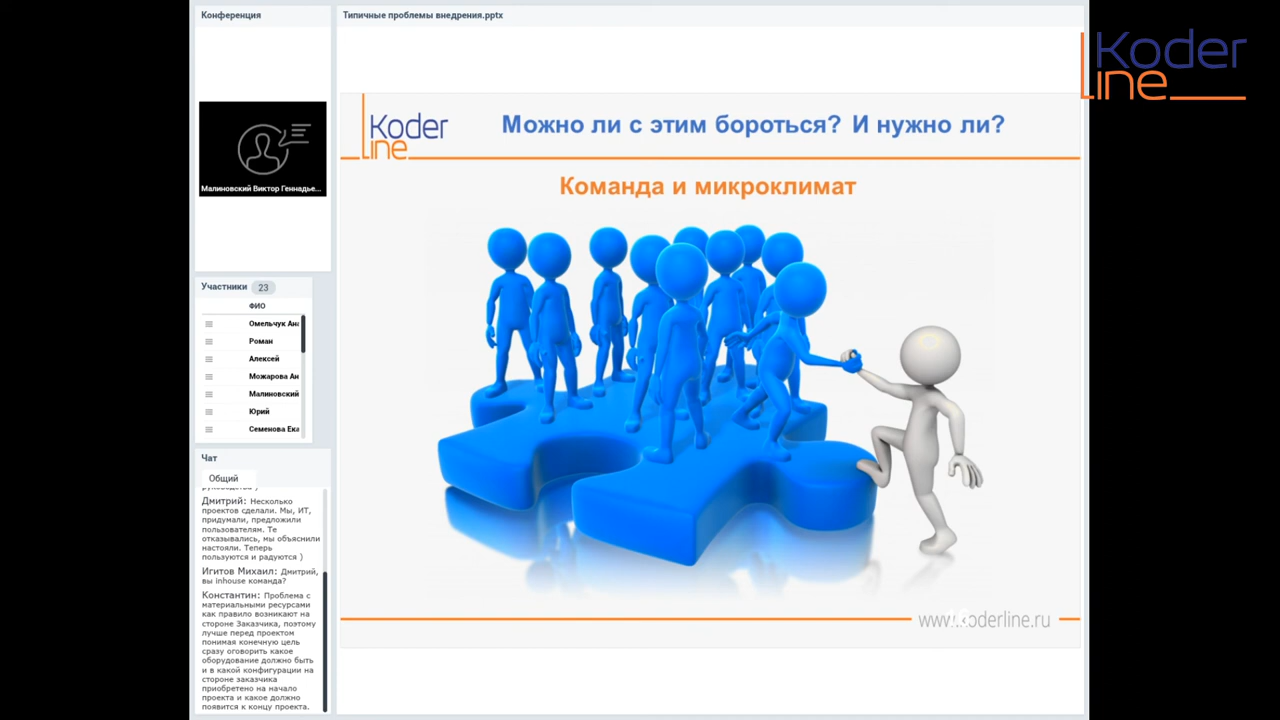 Конференция
Типичные проблемы внедрения.pptx
Koder
line
Koder
line
Можно ли с этим бороться? И нужно ли?
Команда и микроклимат
Малиновский Виктор Геннадье...
Участники 23
ФИО
Омельчук Ана
Роман
Алексей
Можарова Ан
Малиновский
Юрий
Семенова Ека
Чат
Общий
Дмитрий: Несколько
проектов сделали. Мы, ИТ,
придумали, предложили
пользователям. Те
отказывались, мы объяснили
настояли. Теперь
пользуются и радуются )
Игитов Михаил: Дмитрий,
вы inhouse команда?
Константин: Проблема с
материальными ресурсами
как правило возникают на
стороне Заказчика, поэтому
лучше перед проектом
понимая конечную цель
сразу оговорить какое
оборудование должно быть
и в какой конфигурации на
стороне заказчика
приобретено на начало
проекта и какое должно
появится к концу проекта.
www.koderline.ru